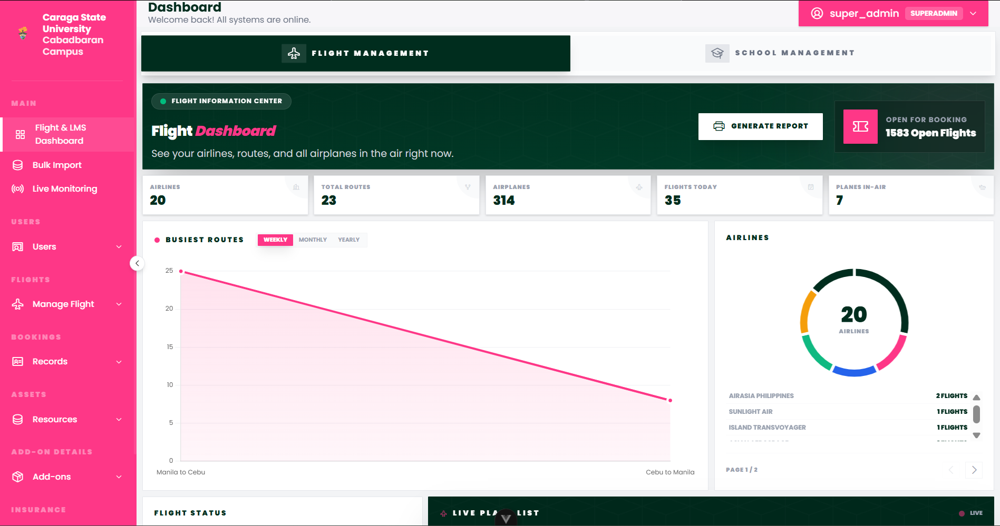 Caraga State
University
Cabadbaran
Campus
MAIN
Flight & LMS
Dashboard
Bulk Import
Live Monitoring
USERS
Users
FLIGHTS
Manage Flight
BOOKINGS
Records
ASSETS
Resources
ADD-ON DETAILS
Add-ons
INSURANCE
Dashboard
Welcome back! All systems are online.
super_admin SUPERADMIN
FLIGHT MANAGEMENT
SCHOOL MANAGEMENT
FLIGHT INFORMATION CENTER
Flight Dashboard
See your airlines, routes, and all airplanes in the air right now.
GENERATE REPORT
OPEN FOR BOOKING
1583 Open Flights
AIRLINES
20
TOTAL ROUTES
23
AIRPLANES
314
FLIGHTS TODAY
35
PLANES IN-AIR
7
BUSIEST ROUTES
WEEKLY MONTHLY YEARLY
25
20
15
10
5
0
Manila to Cebu
Cebu to Manila
AIRLINES
20
AIRLINES
AIRASIA PHILIPPINES 2 FLIGHTS
SUNLIGHT AIR 1 FLIGHTS
ISLAND TRANSVOYAGER 1 FLIGHTS
PAGE 1 / 2
FLIGHT STATUS
LIVE PLA LIST
LIVE